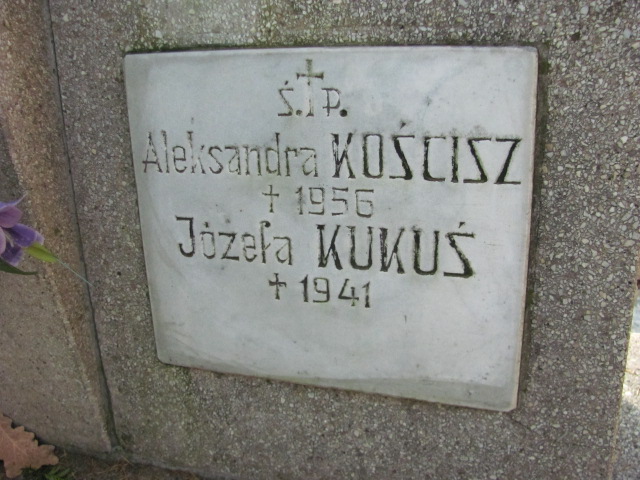 Ś.†P.
Aleksandra KOŚCISZ
† 1956
Józefa KUKUŚ
† 1941